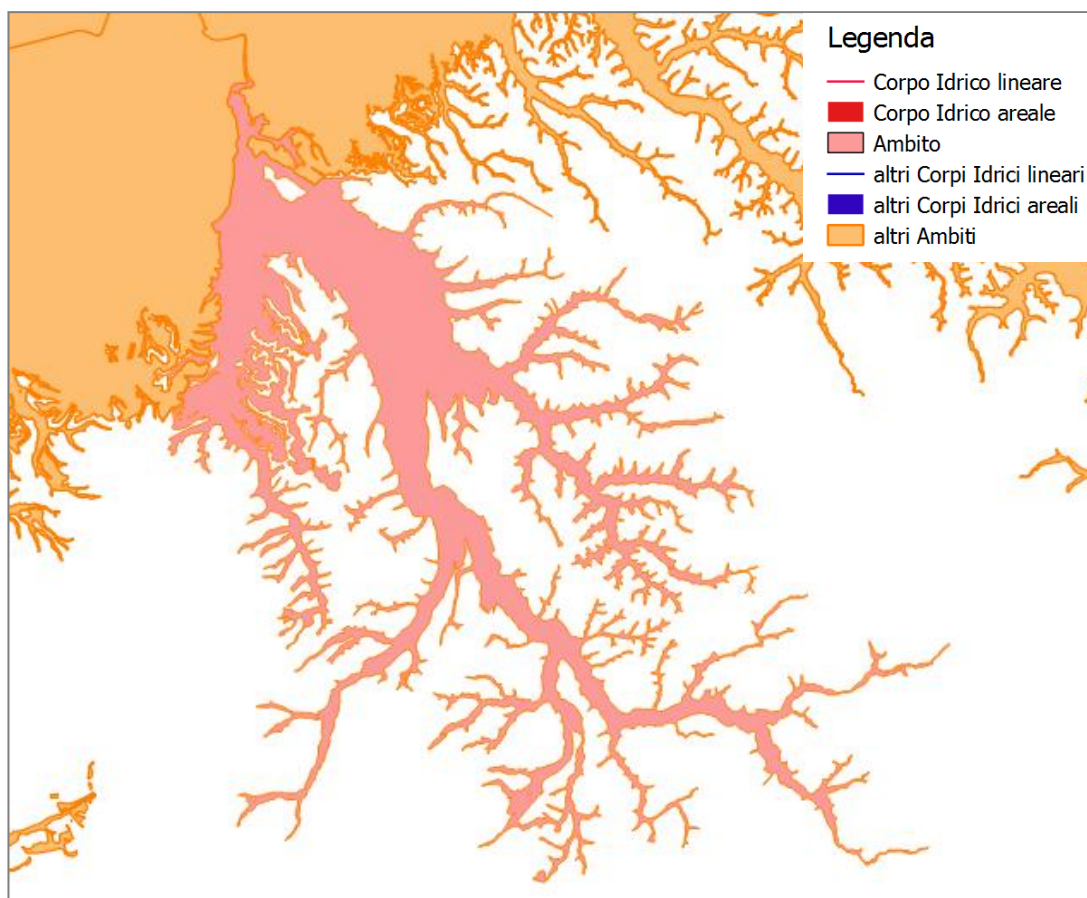 Legenda
Corpo Idrico lineare
Corpo Idrico areale
Ambito
altri Corpi Idrici lineari
altri Corpi Idrici areali
altri Ambiti